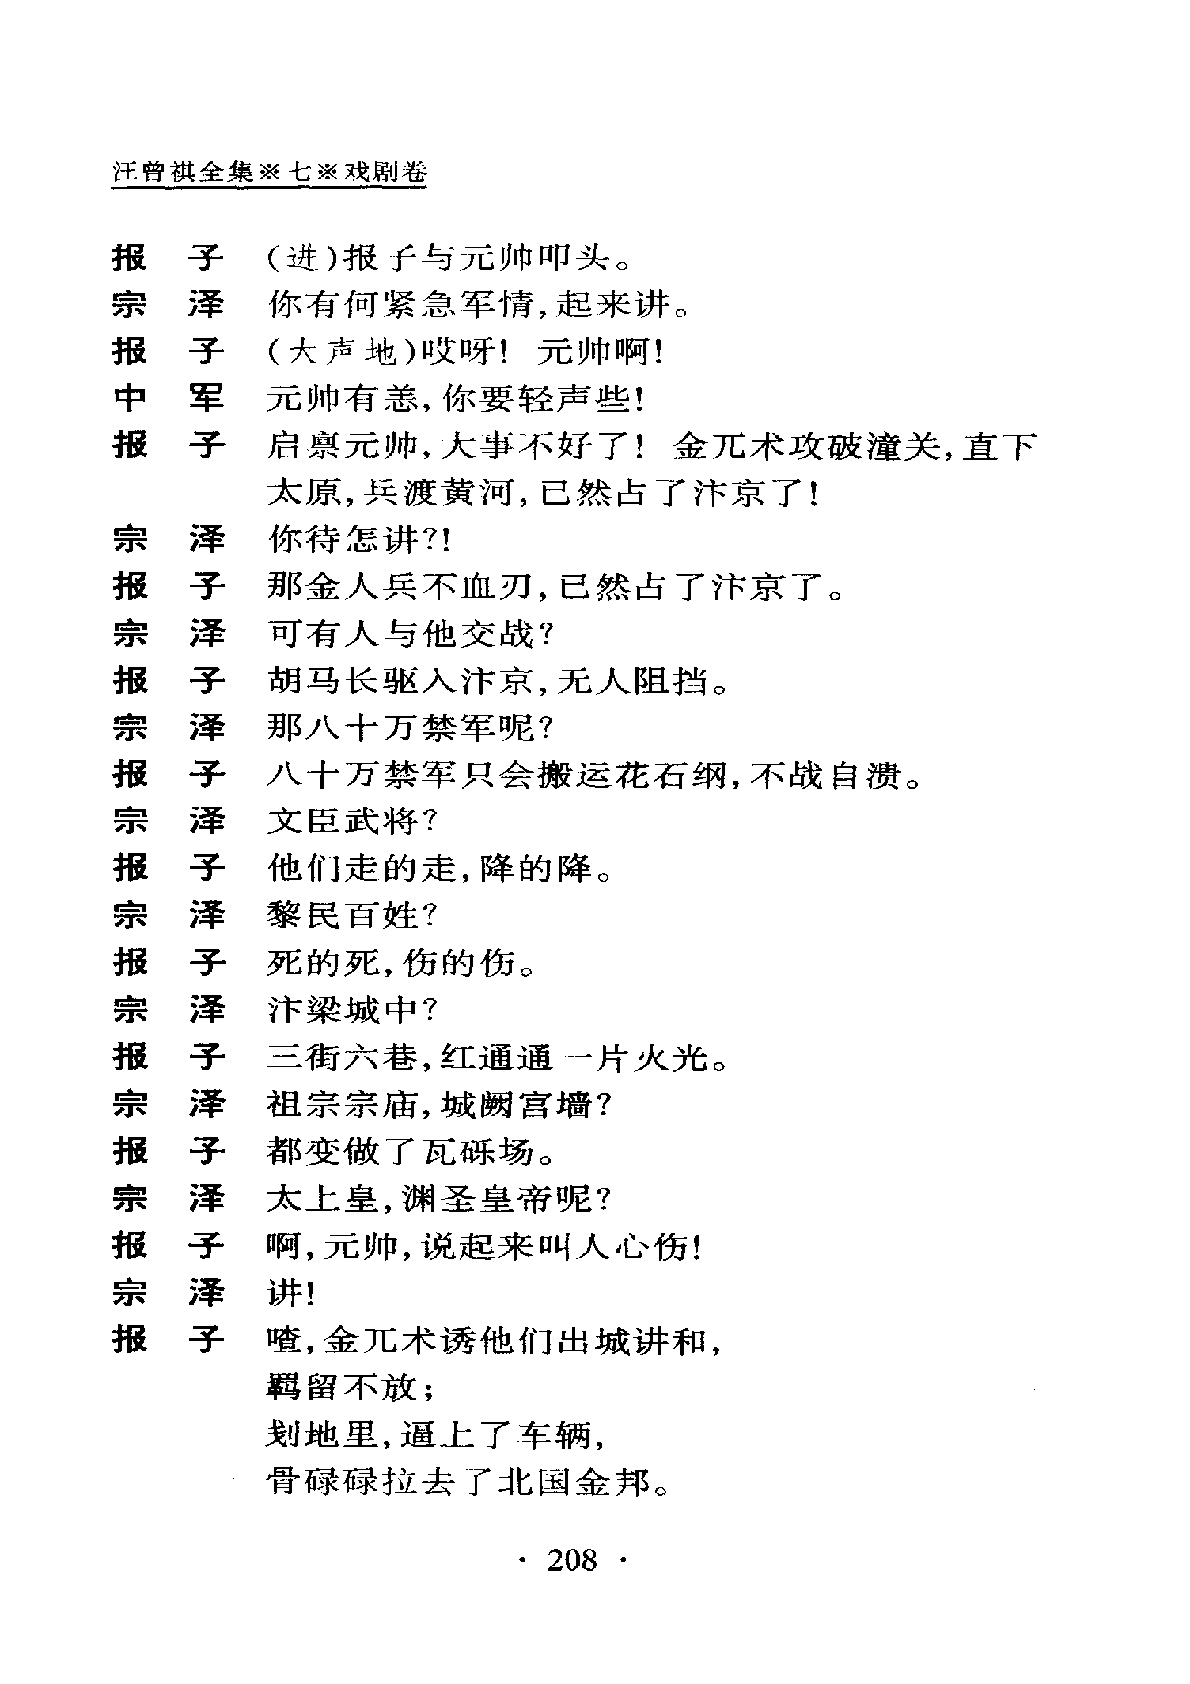 汪曾祺全集※七※戏剧卷
报　子　(进)报子与元帅叩头。
宗　泽　你有何紧急军情,起来讲。
报　子　(大声地)哎呀! 元帅啊!
中　军　元帅有恙,你要轻声些!
报　子　启禀元帅,大事不好了! 金兀术攻破潼关,直下
太原,兵渡黄河,已然占了汴京了!
宗　泽　你待怎讲?!
报　子　那金人兵不血刃,已然占了汴京了。
宗　泽　可有人与他交战?
报　子　胡马长驱入汴京,无人阻挡。
宗　泽　那八十万禁军呢?
报　子　八十万禁军只会搬运花石纲,不战自溃。
宗　泽　文臣武将?
报　子　他们走的走,降的降。
宗　泽　黎民百姓?
报　子　死的死,伤的伤。
宗　泽　汴梁城中?
报　子　三街六巷,红通通一片火光。
宗　泽　祖宗宗庙,城阙宫墙?
报　子　都变做了瓦砾场。
宗　泽　太上皇,渊圣皇帝呢?
报　子　啊,元帅,说起来叫人心伤!
宗　泽　讲!
报　子　喳,金兀术诱他们出城讲和,
羁留不放;
划地里,逼上了车辆,
骨碌碌拉去了北国金邦。
· 208 ·